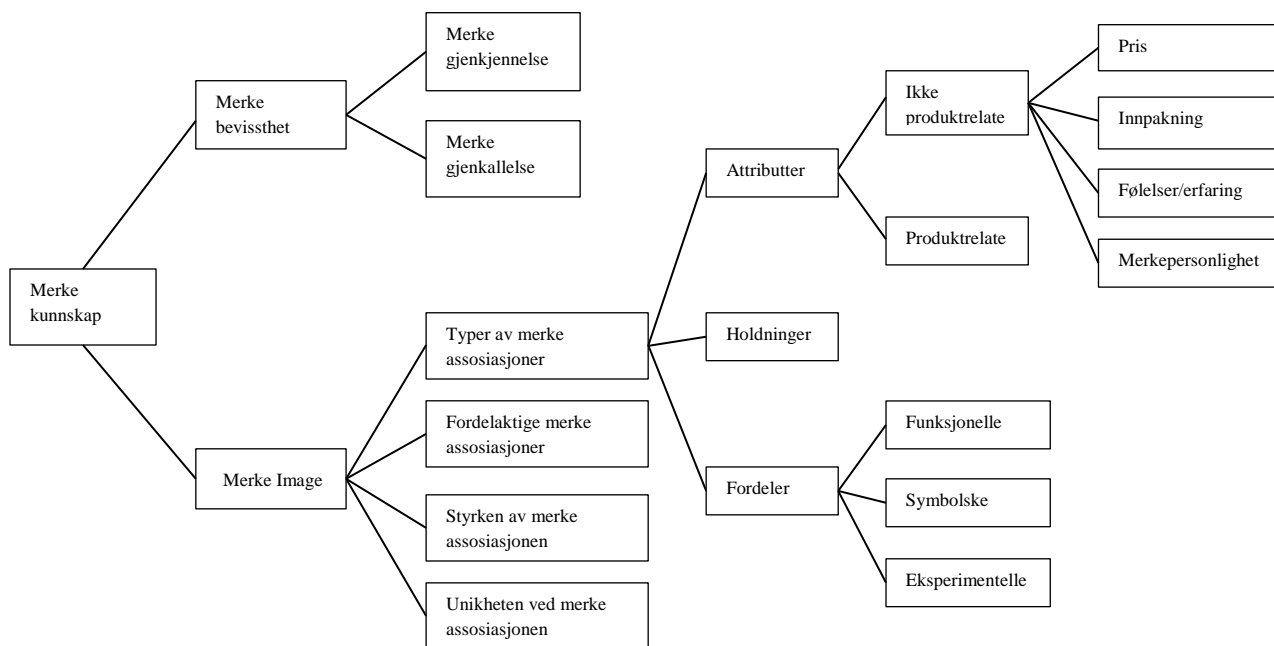 Merke
kunnskap
Merke
bevissthet
Merke
gjenkjennelse
Merke
gjenkallelse
Merke Image
Typer av merke
assosiasjoner
Fordelaktige merke
assosiasjoner
Styrken av merke
assosiasjonen
Unikheten ved merke
assosiasjonen
Attributter
Holdninger
Fordeler
Ikke
produktrelate
Produktrelate
Pris
Innpakning
Følelser/erfaring
Merkepersonlighet
Funksjonelle
Symbolske
Eksperimentelle